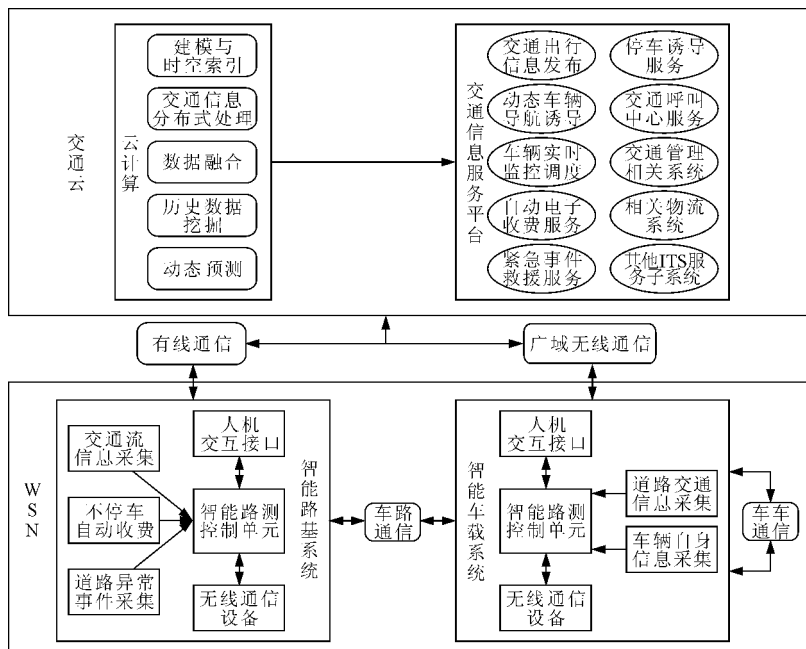 交通云
云计算
建模与
时空索引
交通信息
分布式处理
数据融合
历史数据
挖掘
动态预测
交通信息服务平台
交通出行
信息发布
停车诱导
服务
动态车辆
导航诱导
交通呼叫
中心服务
车辆实时
监控调度
交通管理
相关系统
自动电子
收费服务
相关物流
系统
紧急事件
救援服务
其他ITS服
务子系统
有线通信
广域无线通信
WSN
交通流
信息采集
不停车
自动收费
道路异常
事件采集
人机
交互接口
智能路测
控制单元
无线通信
设备
智能路基系统
车路
通信
智能车载系统
人机
交互接口
智能路测
控制单元
无线通信
设备
道路交通
信息采集
车辆自身
信息采集
车车
通信